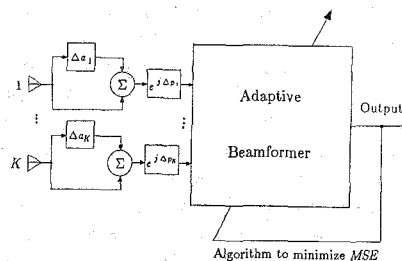 Δa₁
1
Σ
e^{jΔp₁}
Adaptive
Output
ΔaK
K
Σ
e^{jΔpK}
Beamformer
Algorithm to minimize MSE